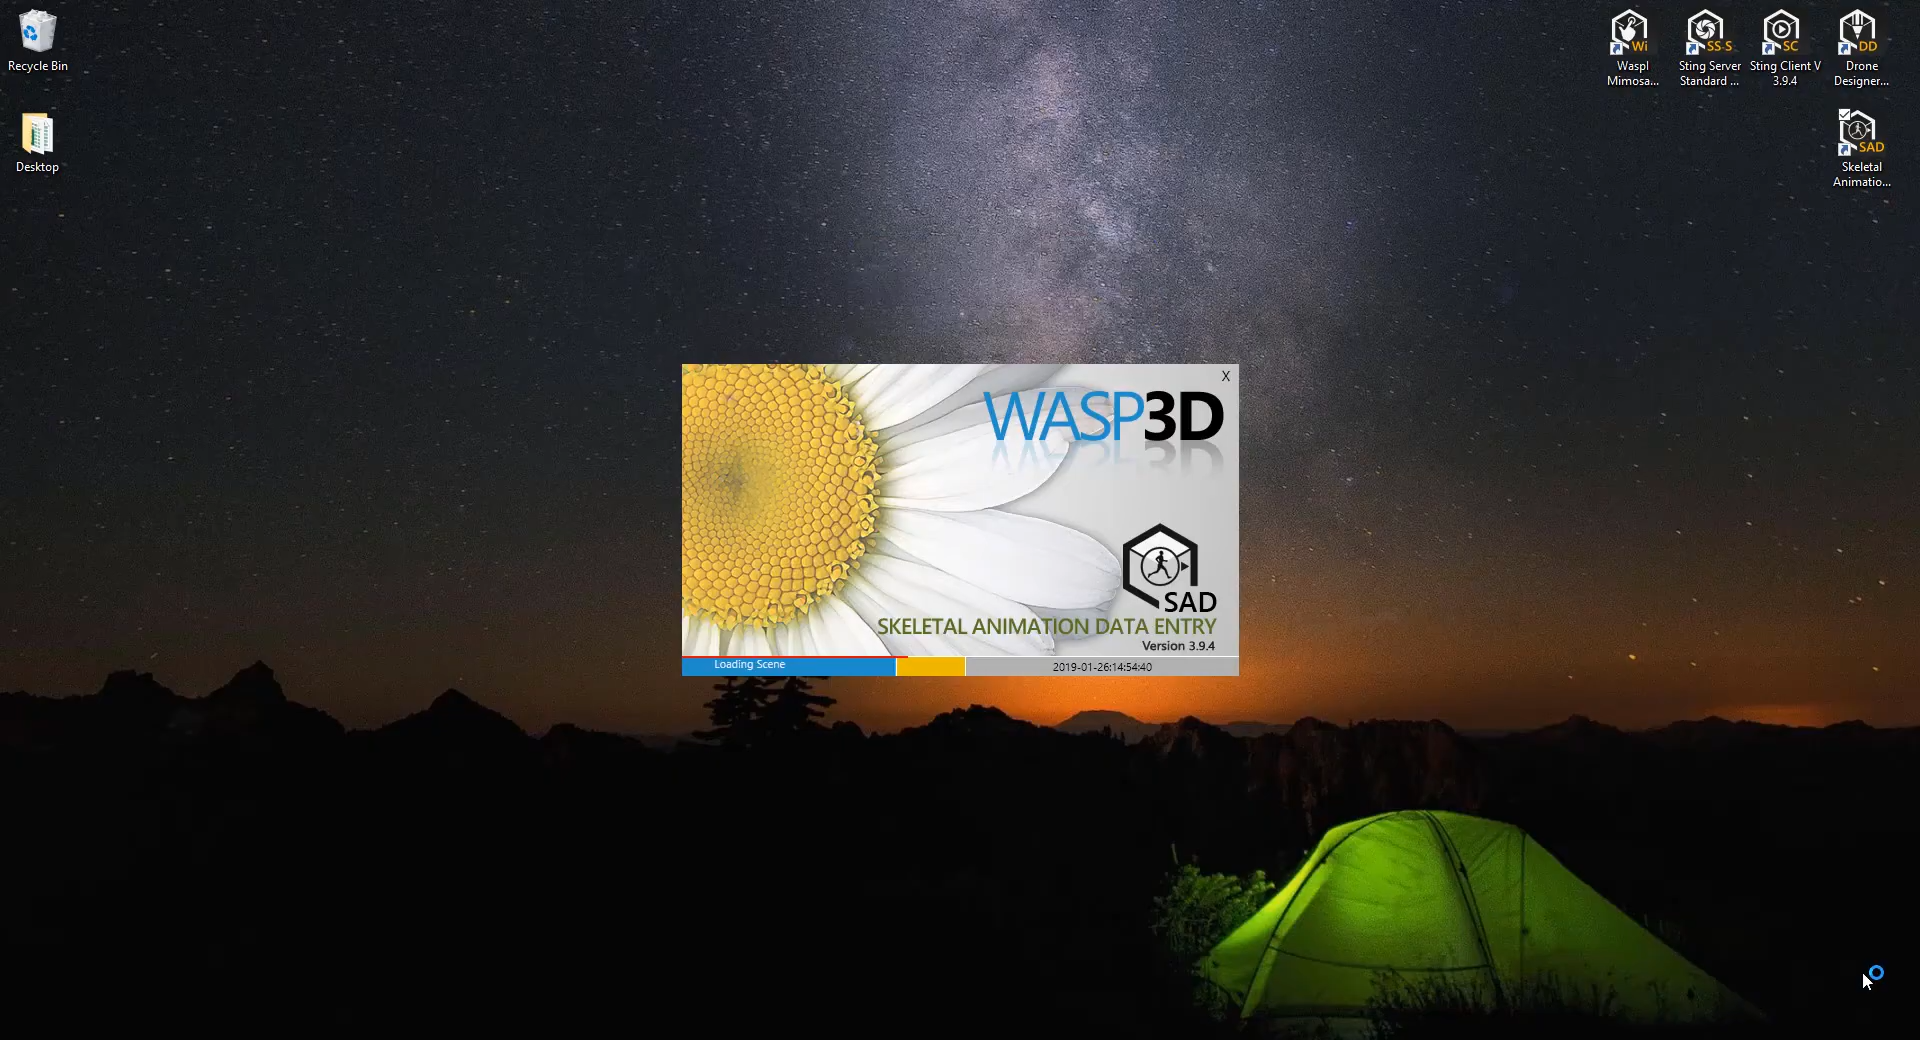 Recycle Bin
Desktop
Wi
WaspI
Mimosa...
SS-S
Sting Server
Standard ...
SC
Sting Client V
3.9.4
DD
Drone
Designer...
SAD
Skeletal
Animatio...
X
WASP3D
SAD
SKELETAL ANIMATION DATA ENTRY
Version 3.9.4
Loading Scene
2019-01-26:14:54:40